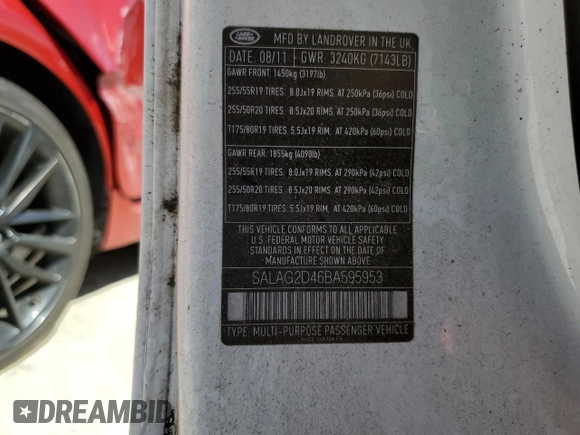 LAND ROVER
MFD BY LANDROVER IN THE UK
DATE: 08/11 GWR: 3240KG (7143LB)
GAWR FRONT 1450kg (3197lb)
255/55R19 TIRES. 8.0Jx19 RIMS. AT 250kPa (36psi) COLD
255/50R20 TIRES. 8.5Jx20 RIMS. AT 250kPa (36psi) COLD
T175/80R19 TIRES. 5.5Jx19 RIM. AT 420kPa (60psi) COLD
GAWR REAR: 1855kg (4090lb)
255/55R19 TIRES. 8.0Jx19 RIMS. AT 290kPa (42psi) COLD
255/50R20 TIRES. 8.5Jx20 RIMS. AT 290kPa (42psi) COLD
T175/80R19 TIRES. 5.5Jx19 RIM. AT 420kPa (60psi) COLD
THIS VEHICLE CONFORMS TO ALL APPLICABLE
U.S. FEDERAL MOTOR VEHICLE SAFETY
STANDARDS IN EFFECT ON THE DATE OF
MANUFACTURE SHOWN ABOVE
SALAG2D46BA595953
TYPE: MULTI-PURPOSE PASSENGER VEHICLE
DREAMBID